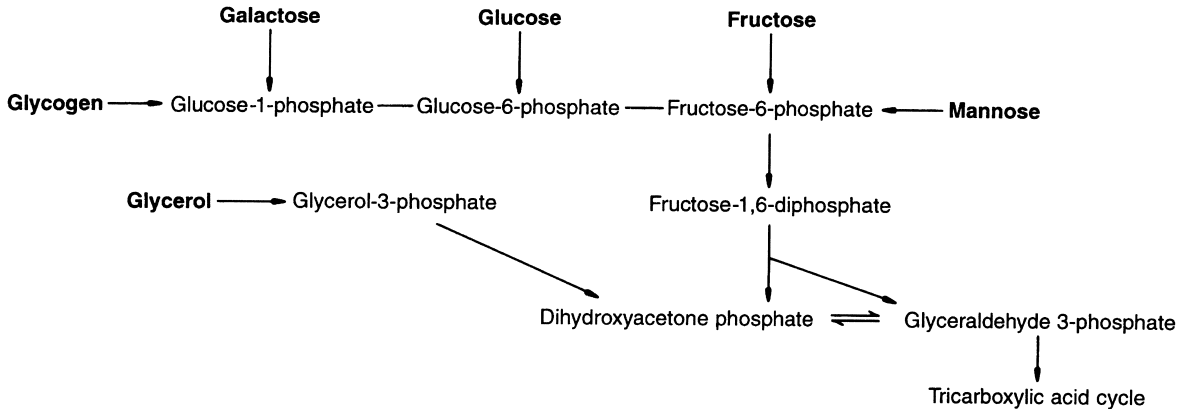 Galactose
Glucose
Fructose
Glycogen
Glucose-1-phosphate
Glucose-6-phosphate
Fructose-6-phosphate
Mannose
Glycerol
Glycerol-3-phosphate
Fructose-1,6-diphosphate
Dihydroxyacetone phosphate
Glyceraldehyde 3-phosphate
Tricarboxylic acid cycle